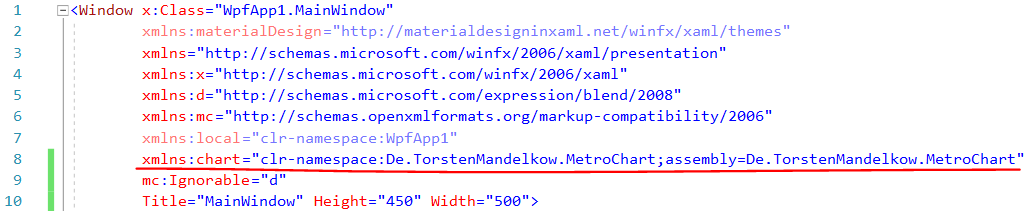 1 <Window x:Class="WpfApp1.MainWindow"
2 xmlns:materialDesign="http://materialdesigninxaml.net/winfx/xaml/themes"
3 xmlns="http://schemas.microsoft.com/winfx/2006/xaml/presentation"
4 xmlns:x="http://schemas.microsoft.com/winfx/2006/xaml"
5 xmlns:d="http://schemas.microsoft.com/expression/blend/2008"
6 xmlns:mc="http://schemas.openxmlformats.org/markup-compatibility/2006"
7 xmlns:local="clr-namespace:WpfApp1"
8 xmlns:chart="clr-namespace:De.TorstenMandelkow.MetroChart;assembly=De.TorstenMandelkow.MetroChart"
9 mc:Ignorable="d"
10 Title="MainWindow" Height="450" Width="500">